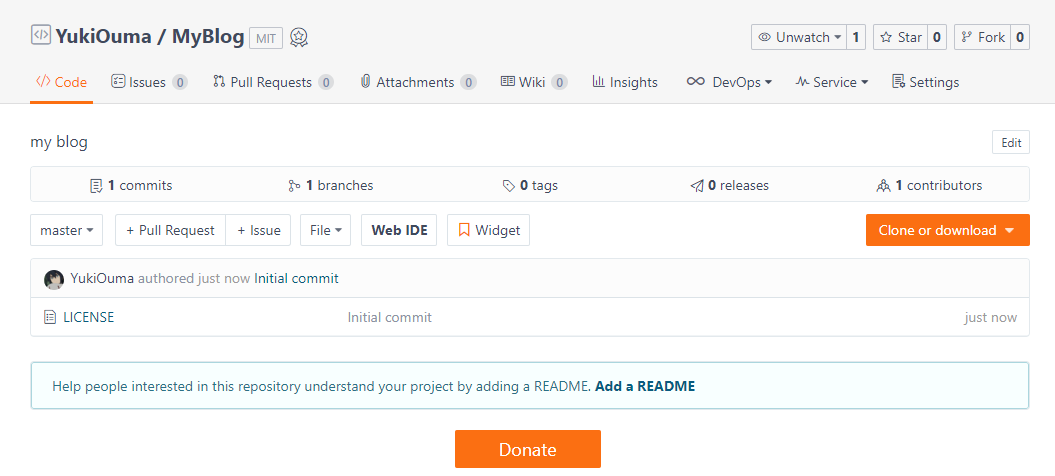 YukiOuma / MyBlog MIT Unwatch 1 Star 0 Fork 0
Code Issues 0 Pull Requests 0 Attachments 0 Wiki 0 Insights DevOps Service Settings
my blog Edit
1 commits 1 branches 0 tags 0 releases 1 contributors
master + Pull Request + Issue File Web IDE Widget Clone or download
YukiOuma authored just now Initial commit
LICENSE Initial commit just now
Help people interested in this repository understand your project by adding a README. Add a README
Donate